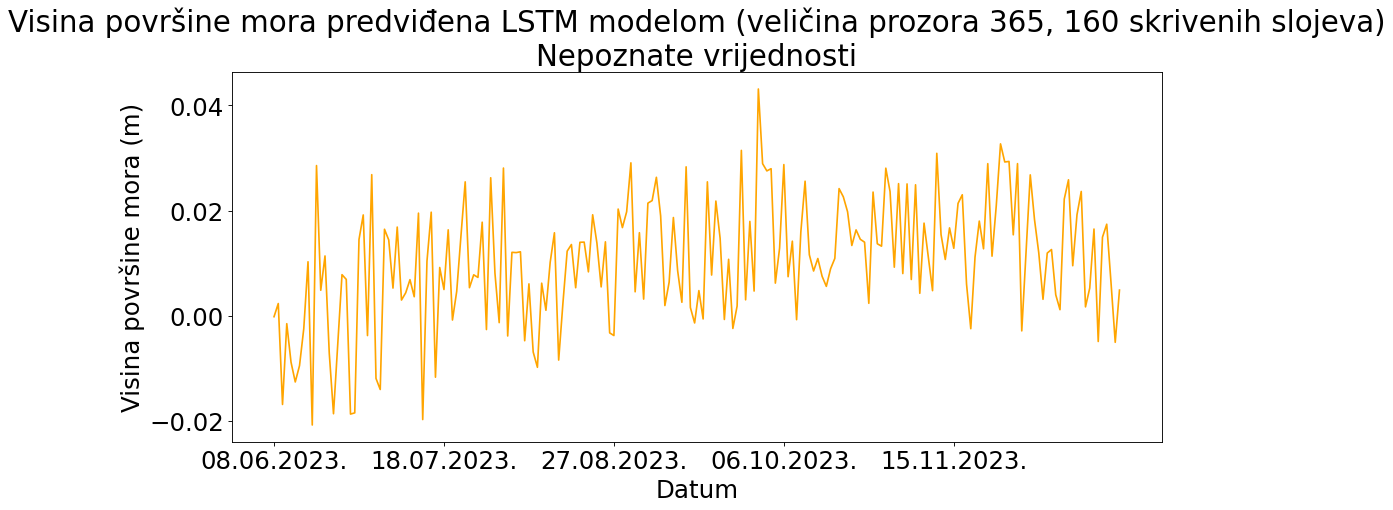 Visina površine mora predviđena LSTM modelom (veličina prozora 365, 160 skrivenih slojeva)
Nepoznate vrijednosti
Visina površine mora (m)
0.04
0.02
0.00
−0.02
08.06.2023. 18.07.2023. 27.08.2023. 06.10.2023. 15.11.2023.
Datum